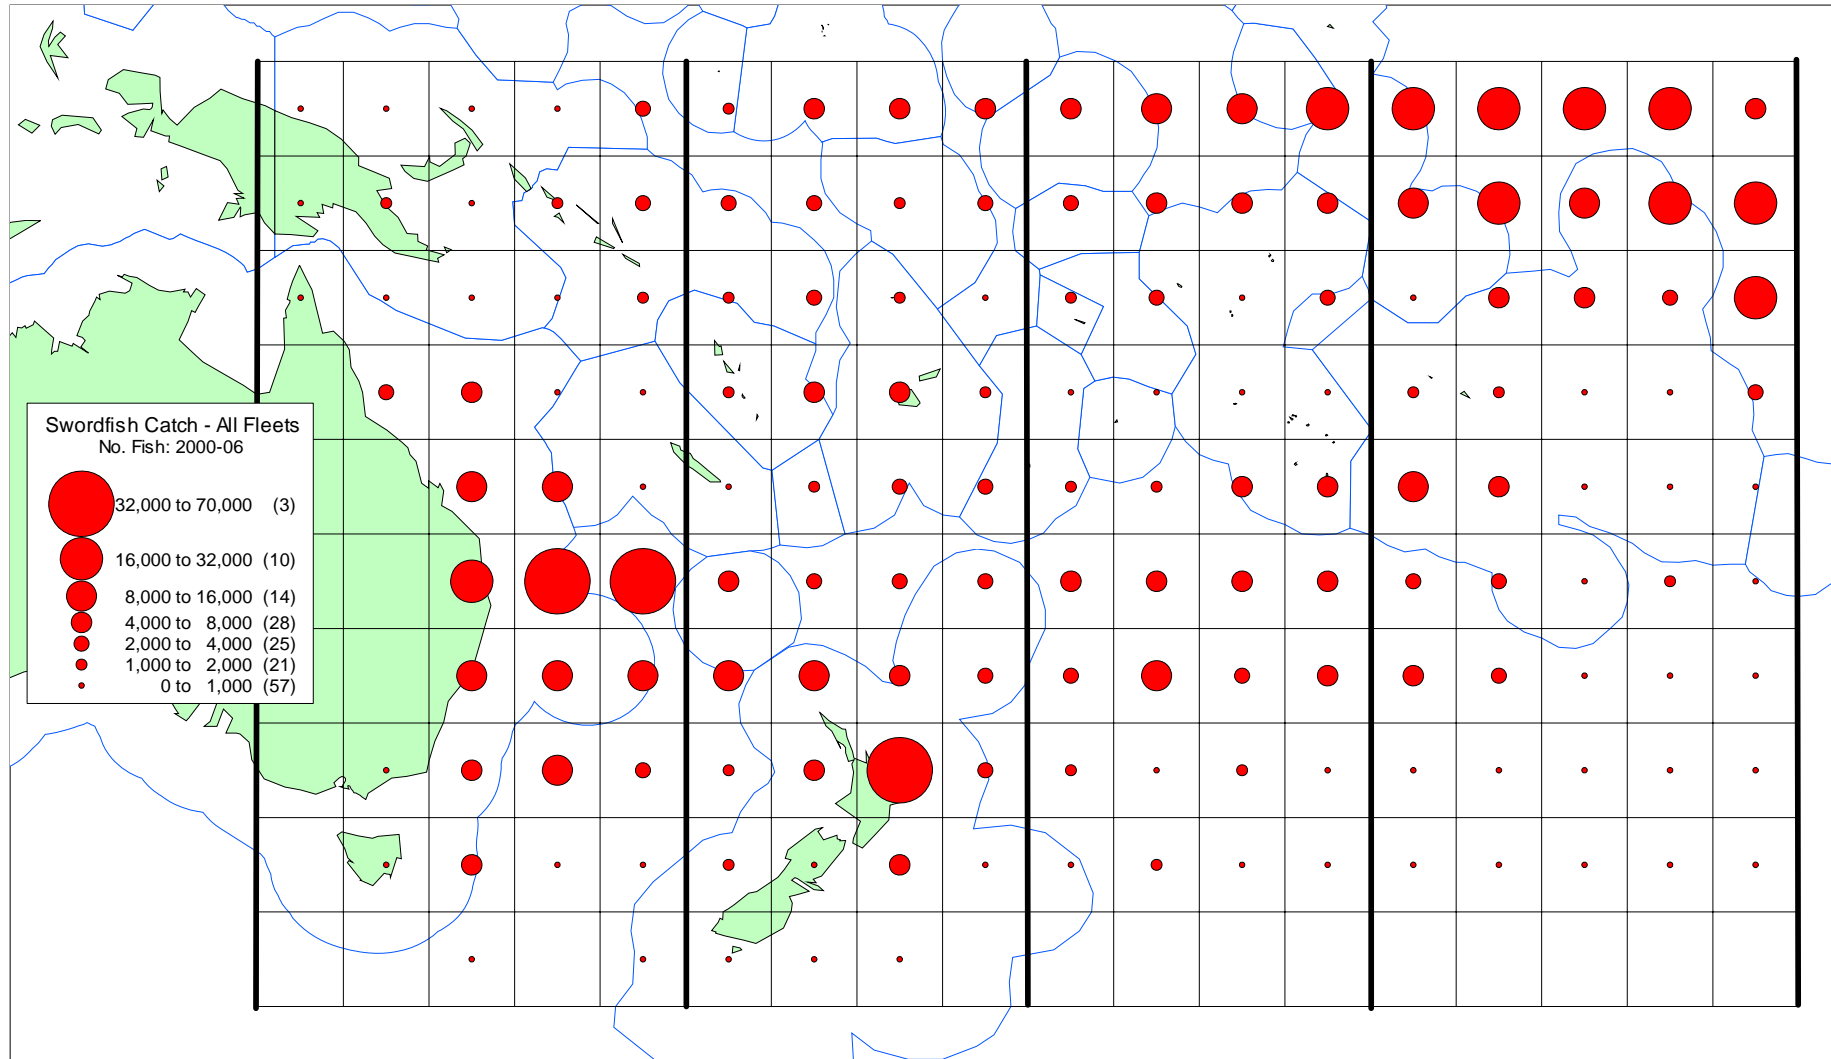 Swordfish Catch - All Fleets
No. Fish: 2000-06
32,000 to 70,000 (3)
16,000 to 32,000 (10)
8,000 to 16,000 (14)
4,000 to 8,000 (28)
2,000 to 4,000 (25)
1,000 to 2,000 (21)
0 to 1,000 (57)